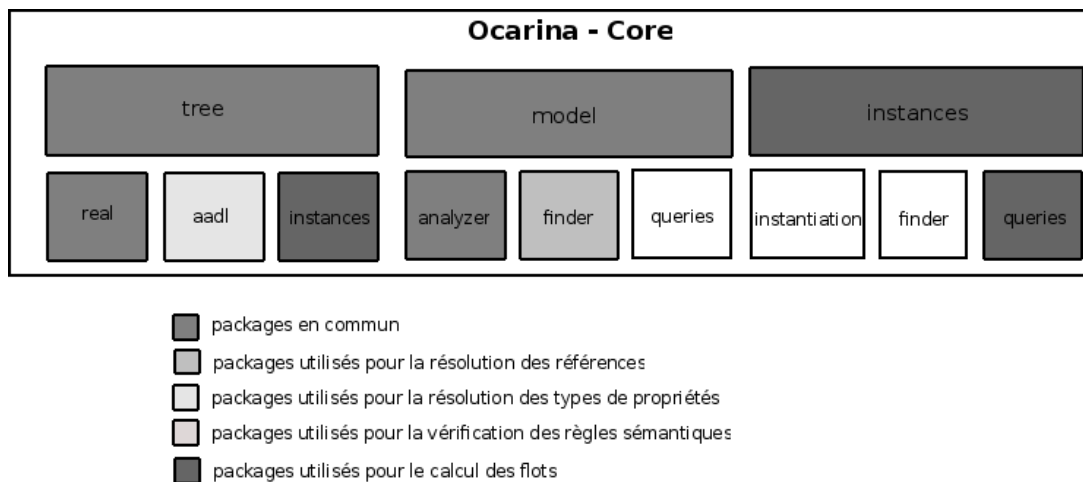 Ocarina - Core
tree
model
instances
real
aadl
instances
analyzer
finder
queries
instantiation
finder
queries
packages en commun
packages utilisés pour la résolution des références
packages utilisés pour la résolution des types de propriétés
packages utilisés pour la vérification des règles sémantiques
packages utilisés pour le calcul des flots